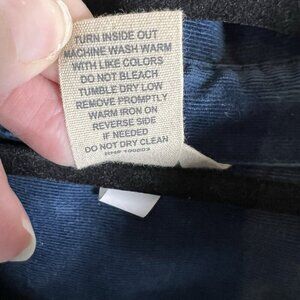 TURN INSIDE OUT
MACHINE WASH WARM
WITH LIKE COLORS
DO NOT BLEACH
TUMBLE DRY LOW
REMOVE PROMPTLY
WARM IRON ON
REVERSE SIDE
IF NEEDED
DO NOT DRY CLEAN